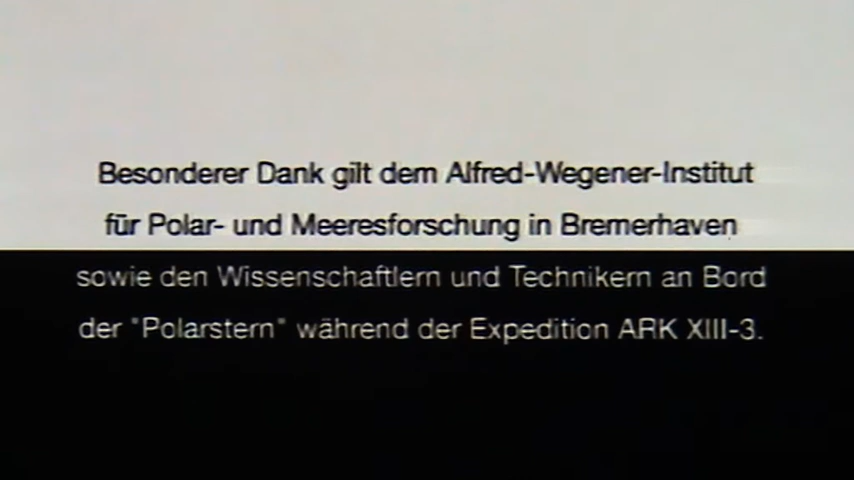 Besonderer Dank gilt dem Alfred-Wegener-Institut
für Polar- und Meeresforschung in Bremerhaven
sowie den Wissenschaftlern und Technikern an Bord
der "Polarstern" während der Expedition ARK XIII-3.